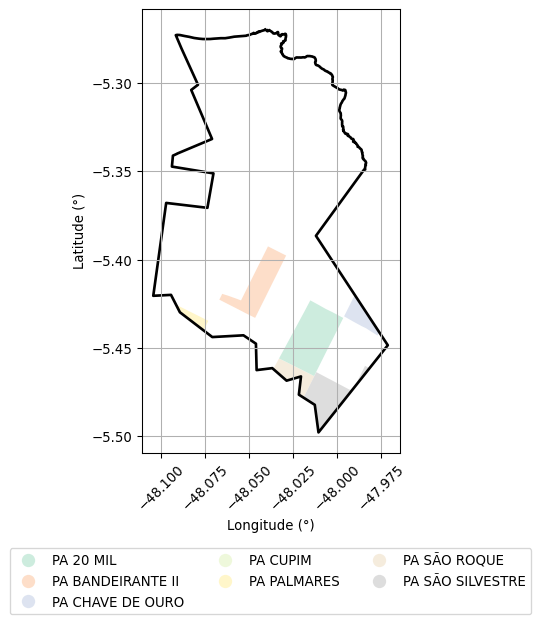 −5.30
−5.35
−5.40
−5.45
−5.50
Latitude (°)
−48.100
−48.075
−48.050
−48.025
−48.000
−47.975
Longitude (°)
PA 20 MIL
PA BANDEIRANTE II
PA CHAVE DE OURO
PA CUPIM
PA PALMARES
PA SÃO ROQUE
PA SÃO SILVESTRE